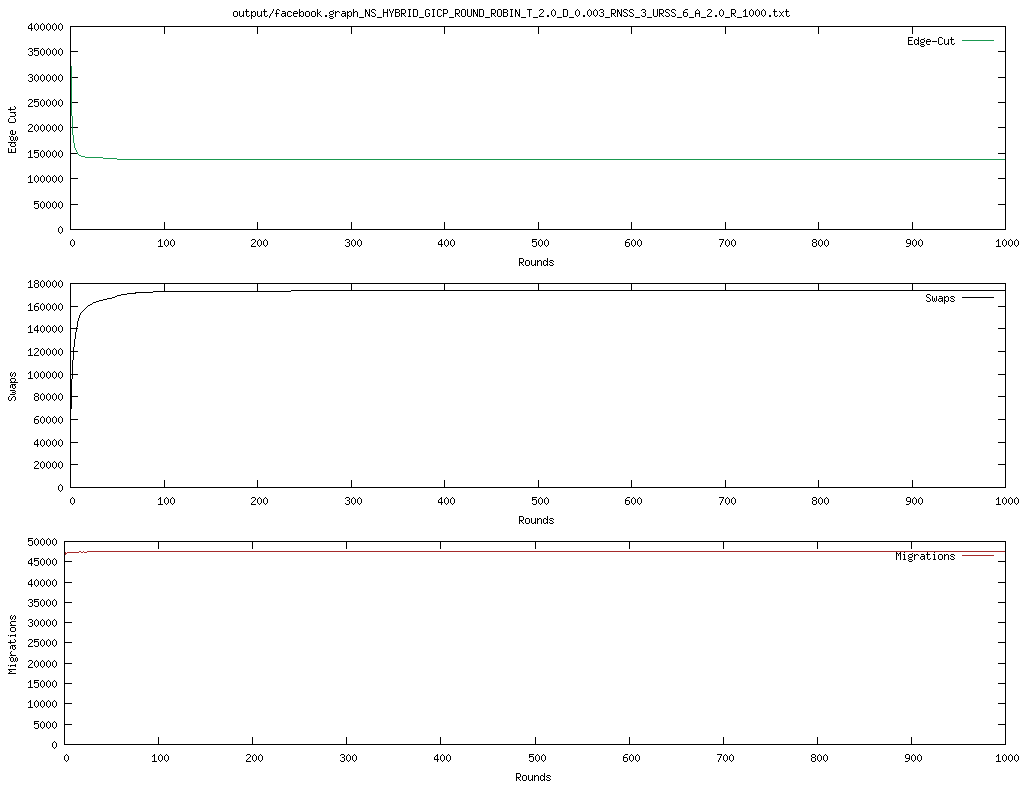 output/facebook.graph_NS_HYBRID_GICP_ROUND_ROBIN_T_2.0_D_0.003_RNSS_3_URSS_6_A_2.0_R_1000.txt
400000
350000
300000
250000
200000
150000
100000
50000
0
Edge Cut
Edge-Cut
0 100 200 300 400 500 600 700 800 900 1000
Rounds
180000
160000
140000
120000
100000
80000
60000
40000
20000
0
Swaps
Swaps
0 100 200 300 400 500 600 700 800 900 1000
Rounds
50000
45000
40000
35000
30000
25000
20000
15000
10000
5000
0
Migrations
Migrations
0 100 200 300 400 500 600 700 800 900 1000
Rounds